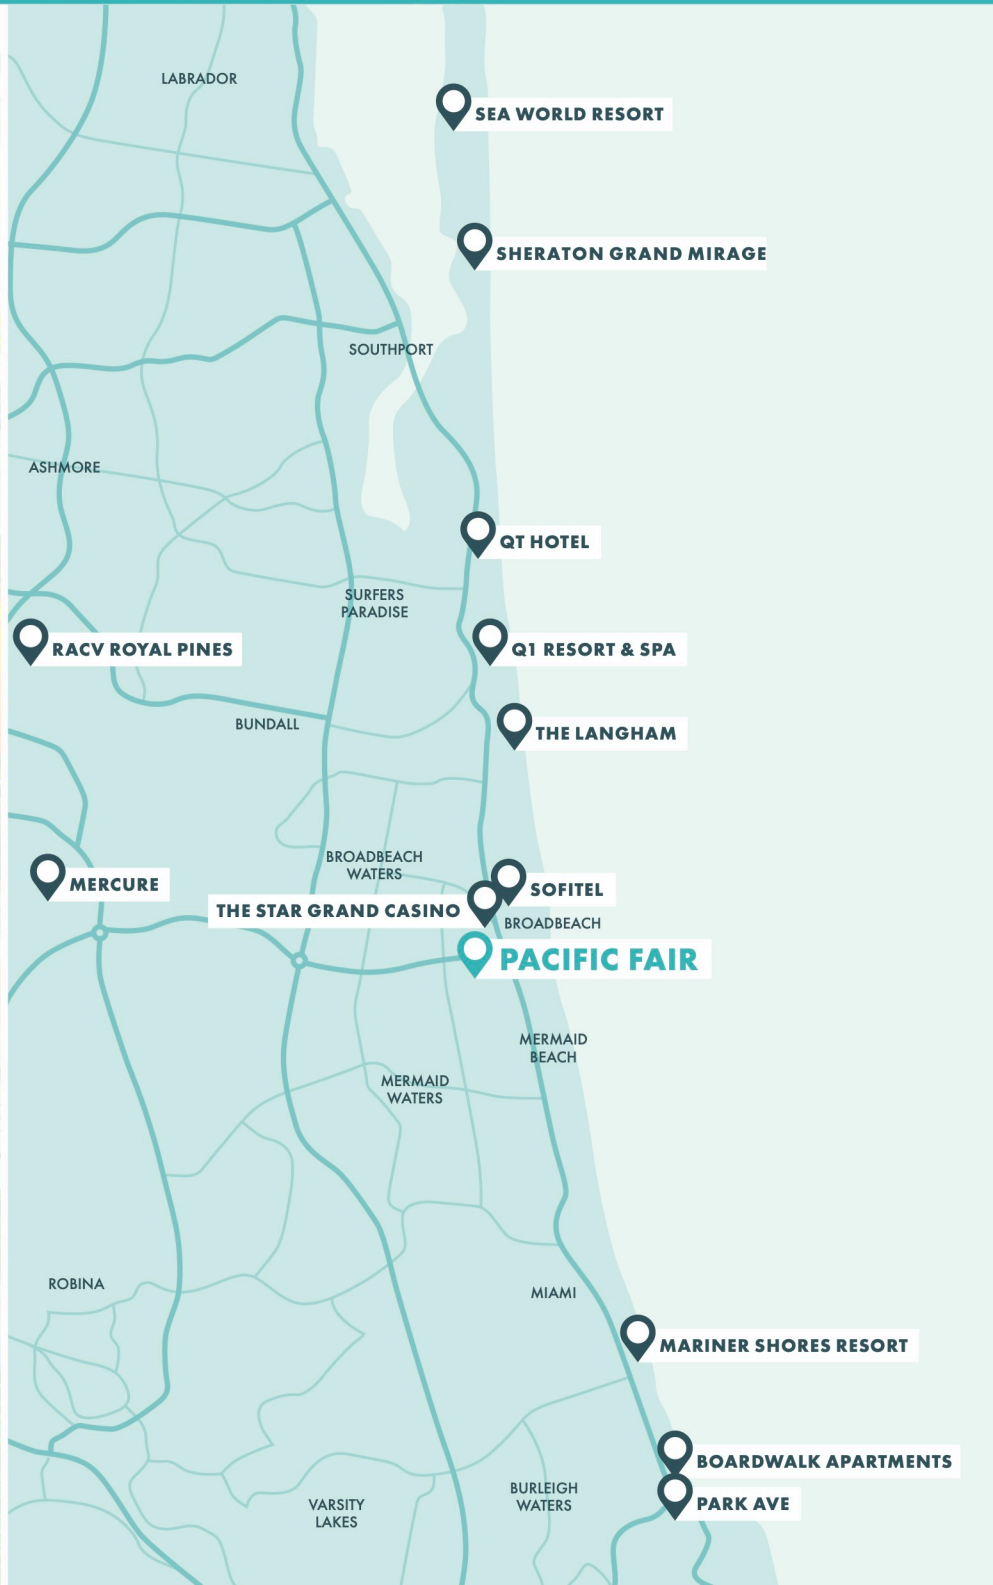 LABRADOR
SEA WORLD RESORT
SHERATON GRAND MIRAGE
SOUTHPORT
ASHMORE
QT HOTEL
SURFERS
PARADISE
RACV ROYAL PINES
Q1 RESORT & SPA
BUNDALL
THE LANGHAM
BROADBEACH
WATERS
MERCURE
SOFITEL
THE STAR GRAND CASINO
BROADBEACH
PACIFIC FAIR
MERMAID
BEACH
MERMAID
WATERS
ROBINA
MIAMI
MARINER SHORES RESORT
BOARDWALK APARTMENTS
BURLEIGH
WATERS
PARK AVE
VARSITY
LAKES